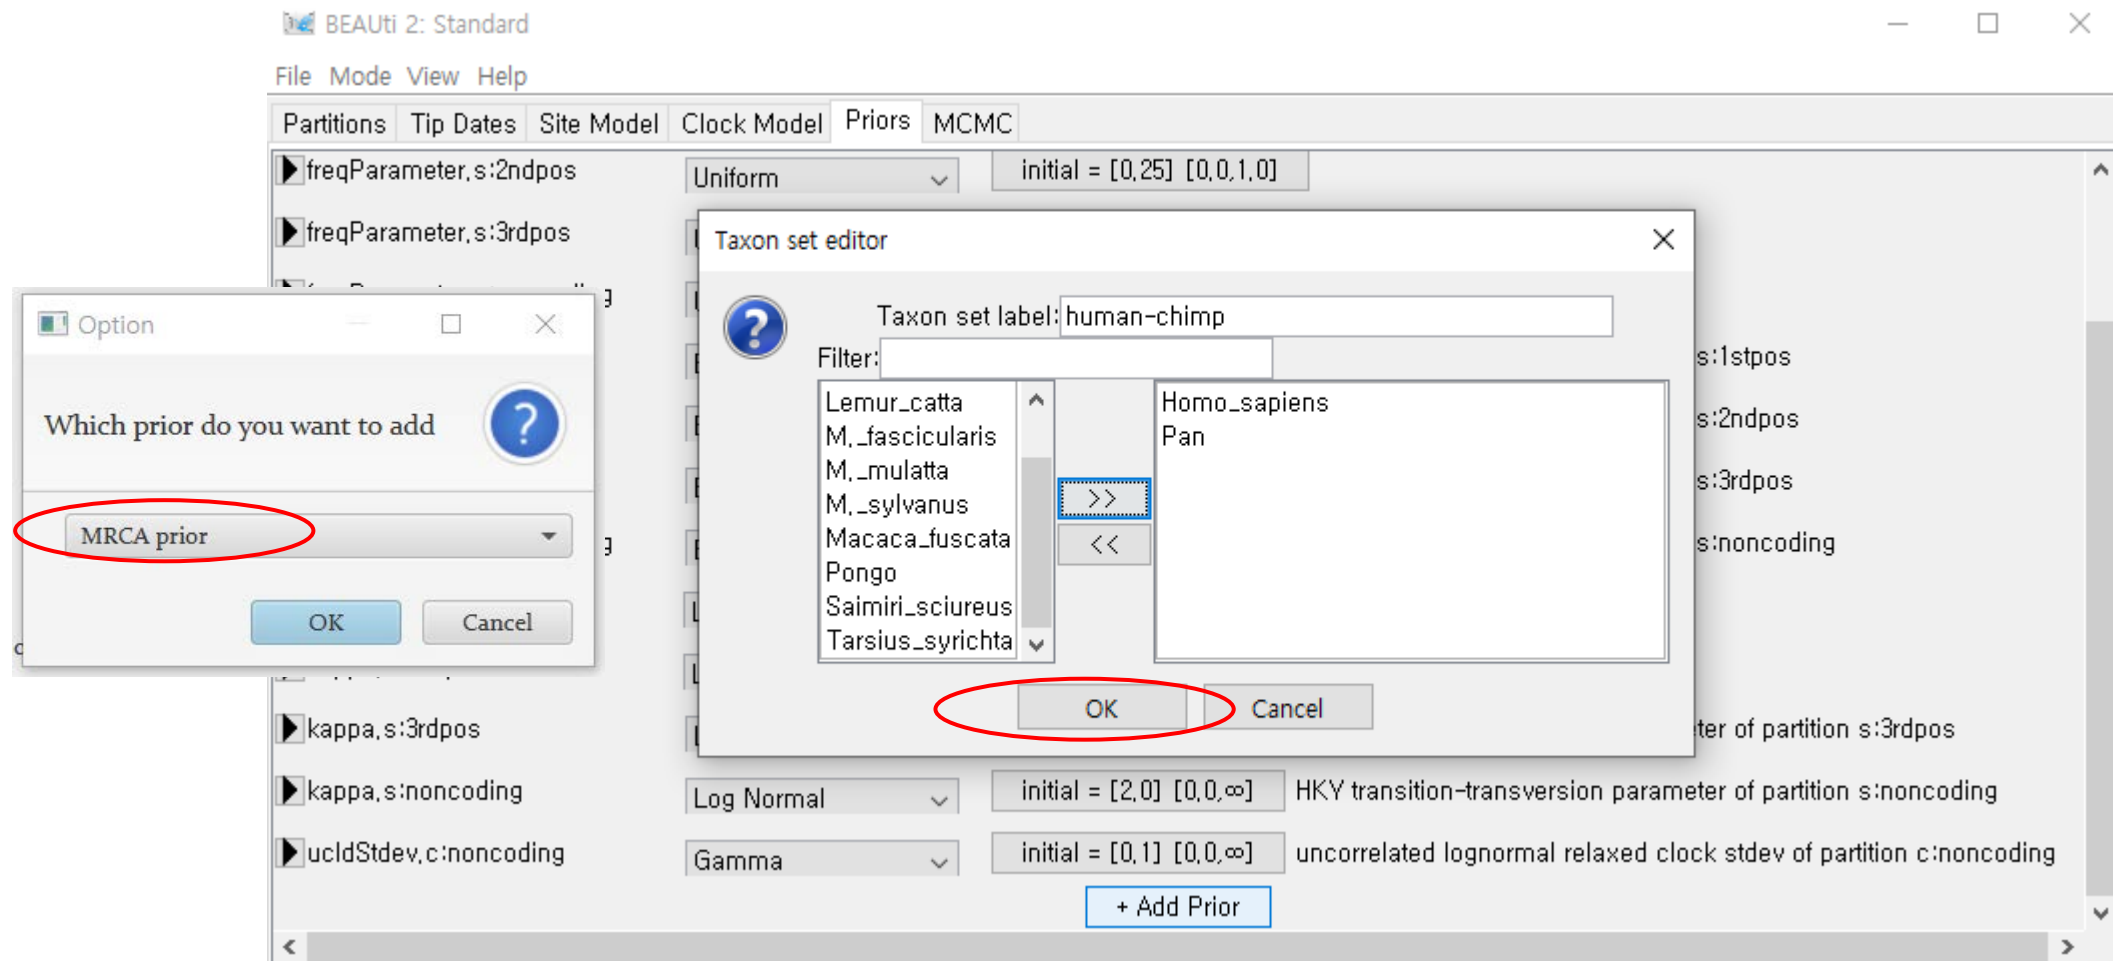 BEAUti 2: Standard
File Mode View Help
Partitions Tip Dates Site Model Clock Model Priors MCMC
freqParameter,s:2ndpos Uniform initial = [0,25] [0,0,1,0]
freqParameter,s:3rdpos
Taxon set editor
Taxon set label: human-chimp
Filter:
Lemur_catta
M,_fascicularis
M,_mulatta
M,_sylvanus
Macaca_fuscata
Pongo
Saimiri_sciureus
Tarsius_syrichta
>>
<<
Homo_sapiens
Pan
OK Cancel
Option
Which prior do you want to add
MRCA prior
OK Cancel
s:1stpos
s:2ndpos
s:3rdpos
s:noncoding
kappa,s:3rdpos ter of partition s:3rdpos
kappa,s:noncoding Log Normal initial = [2,0] [0,0,∞] HKY transition-transversion parameter of partition s:noncoding
ucldStdev,c:noncoding Gamma initial = [0,1] [0,0,∞] uncorrelated lognormal relaxed clock stdev of partition c:noncoding
+ Add Prior